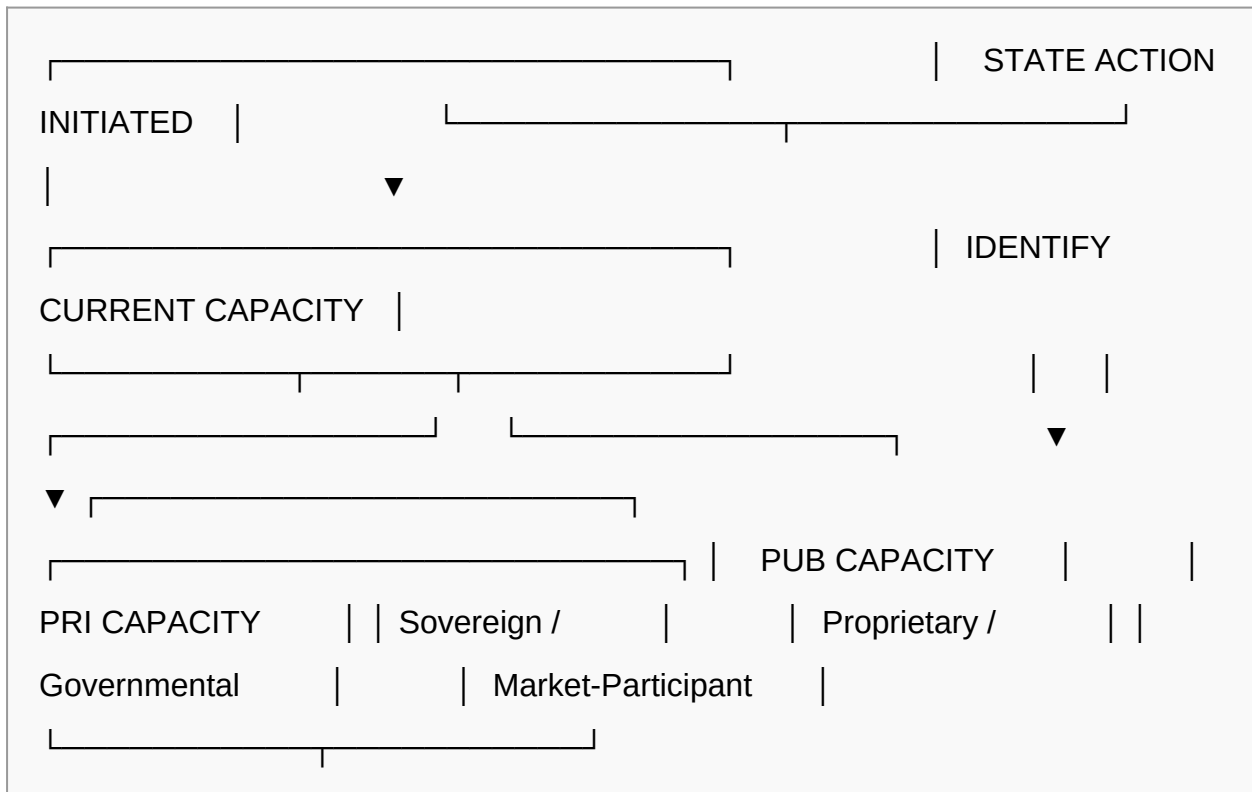 ┌─────────────────────────────┐ │ STATE ACTION
INITIATED │ └──────────────┬──────────────┘
│ ▼
┌─────────────────────────────┐ │ IDENTIFY
CURRENT CAPACITY │
└──────────┬──────┬───────────┘ │ │
┌────────────────┘ └────────────────┐ ▼
▼ ┌───────────────────────┐
┌───────────────────────────┐ │ PUB CAPACITY │ │
PRI CAPACITY │ │ Sovereign / │ │ Proprietary / │ │
Governmental │ │ Market-Participant │
└───────────┬───────────┘